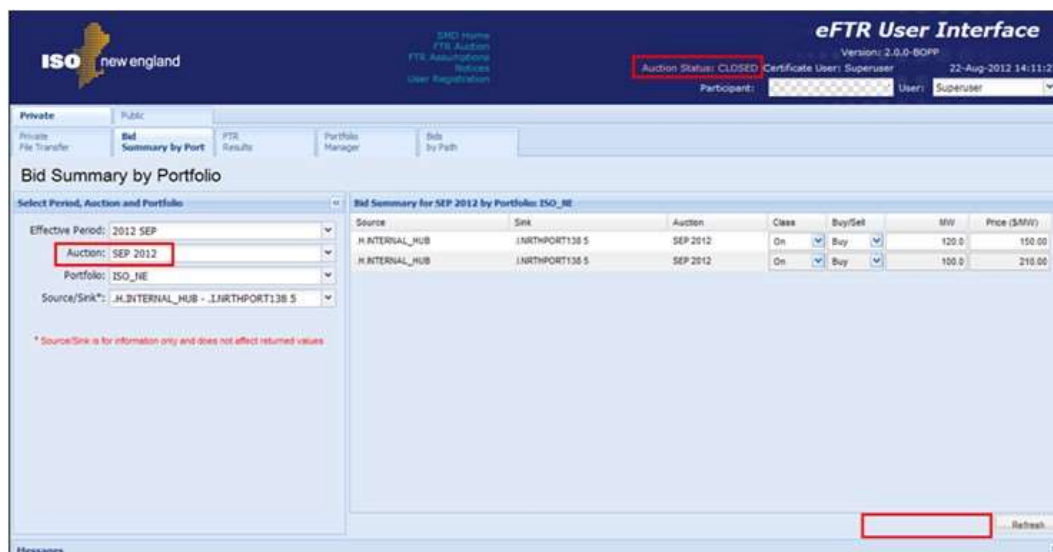 ISO new england
SMD Home
FTR Auction
FTR Assumptions
Notices
User Registration
eFTR User Interface
Version: 2.0.0-BOPP
Auction Status: CLOSED Certificate User: Superuser 22-Aug-2012 14:11:2
Participant: User: Superuser
Private Public
Private File Transfer
Bid Summary by Port
FTR Results
Portfolio Manager
Bids by Path
Bid Summary by Portfolio
Select Period, Auction and Portfolio
Effective Period: 2012 SEP
Auction: SEP 2012
Portfolio: ISO_NE
Source/Sink*: .H.INTERNAL_HUB - .I.NRTHPORT138 5
* Source/Sink is for information only and does not affect returned values
Bid Summary for SEP 2012 by Portfolio: ISO_NE
Source Sink Auction Class Buy/Sell MW Price ($/MW)
.H.INTERNAL_HUB .I.NRTHPORT138 5 SEP 2012 On Buy 120.0 150.00
.H.INTERNAL_HUB .I.NRTHPORT138 5 SEP 2012 On Buy 100.0 210.00
Refresh
Messages